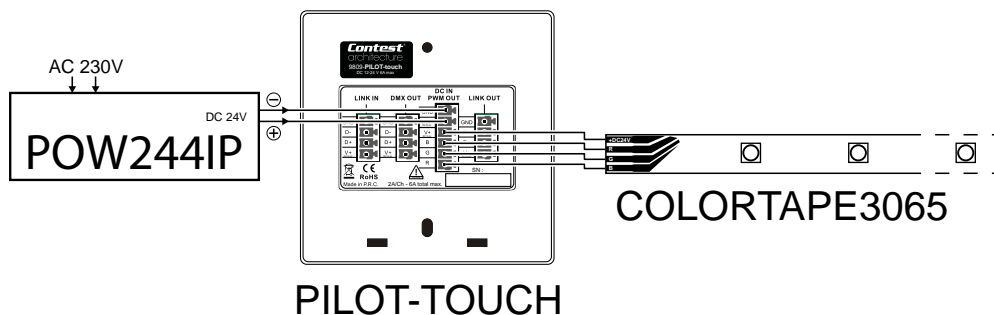 AC 230V
DC 24V
POW244IP
Contest
architecture
9809-PILOT-touch
DC 12-24 V 6A max
LINK IN
DMX OUT
DC IN
PWM OUT
LINK OUT
GND
D- D- V+
D+ D+ B
V+ V+ G
R
RoHS
Made in P.R.C.
2A/Ch - 6A total max.
SN :
+DC24V
R
G
B
COLORTAPE3065
PILOT-TOUCH